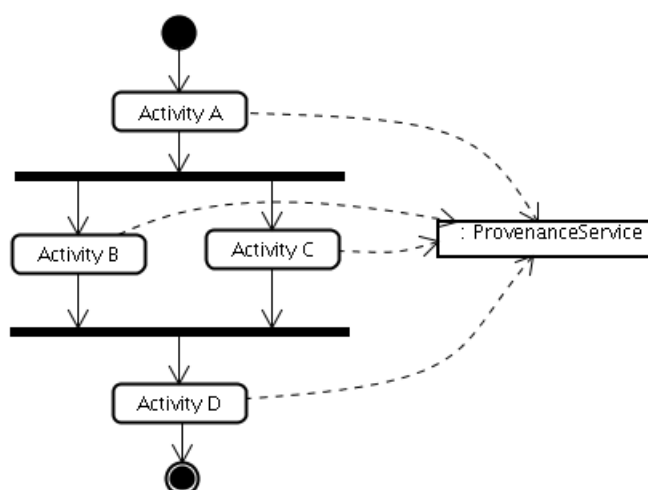 Activity A
: ProvenanceService
Activity B
Activity C
Activity D